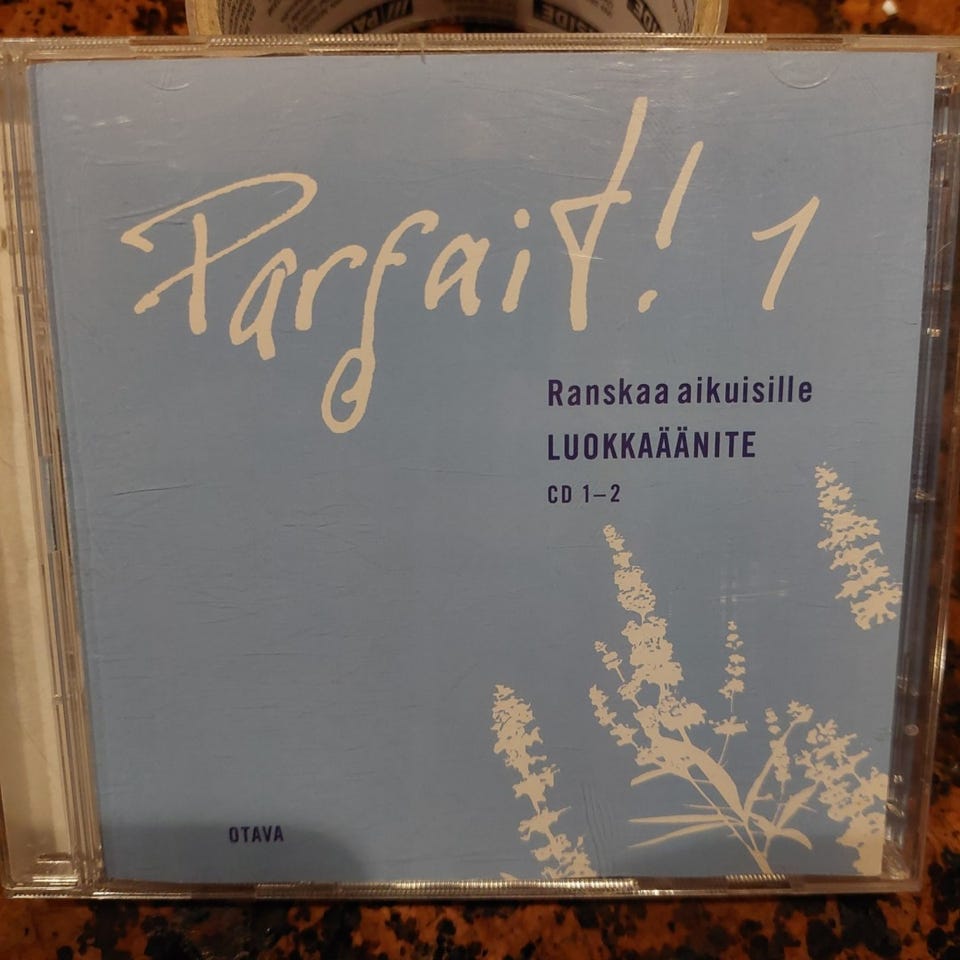 Parfait! 1
Ranskaa aikuisille
LUOKKAÄÄNITE
CD 1–2
OTAVA